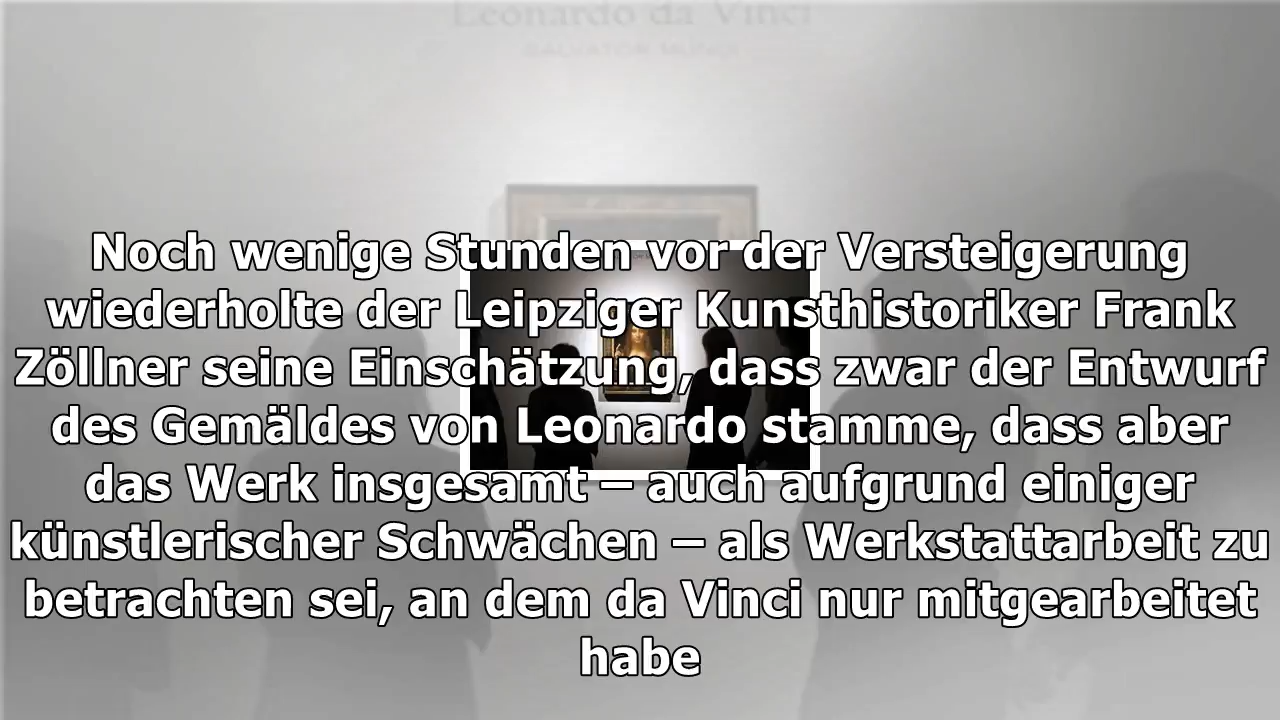 Leonardo da Vinci
SALVATOR MUNDI
Noch wenige Stunden vor der Versteigerung
wiederholte der Leipziger Kunsthistoriker Frank
Zöllner seine Einschätzung, dass zwar der Entwurf
des Gemäldes von Leonardo stamme, dass aber
das Werk insgesamt – auch aufgrund einiger
künstlerischer Schwächen – als Werkstattarbeit zu
betrachten sei, an dem da Vinci nur mitgearbeitet
habe